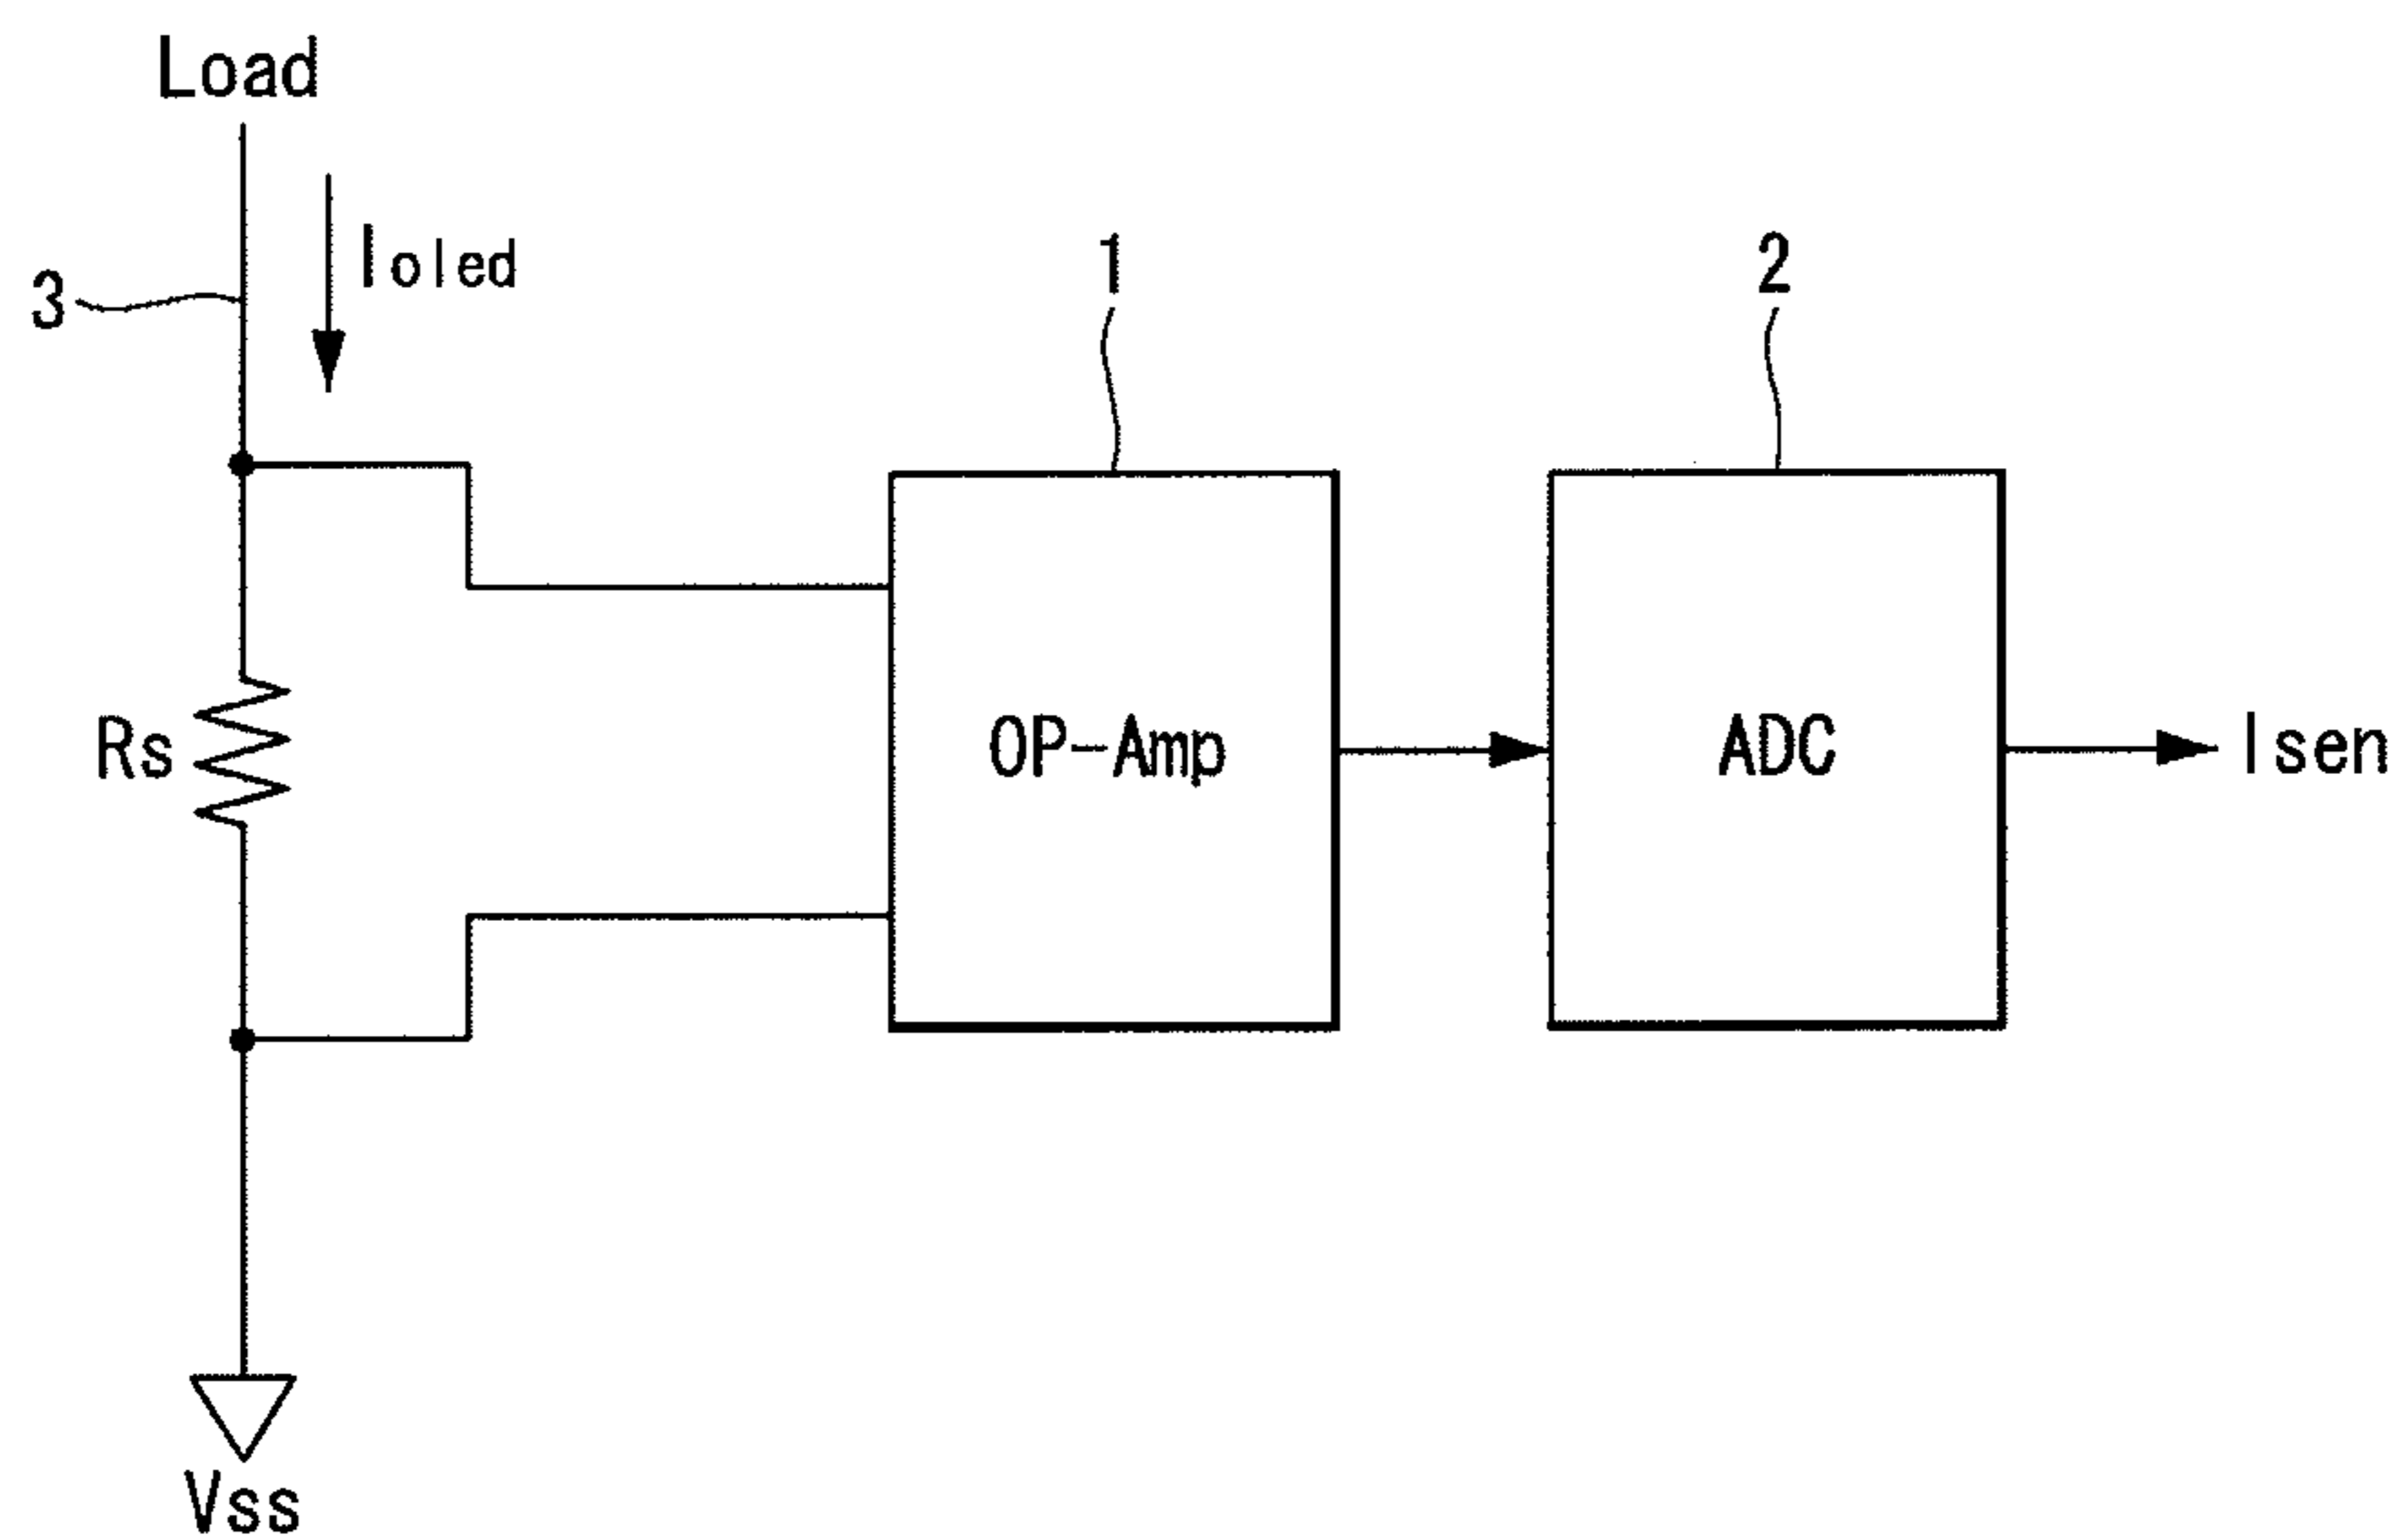 Load
Ioled
3
1
2
Rs
OP-Amp
ADC
Isen
Vss